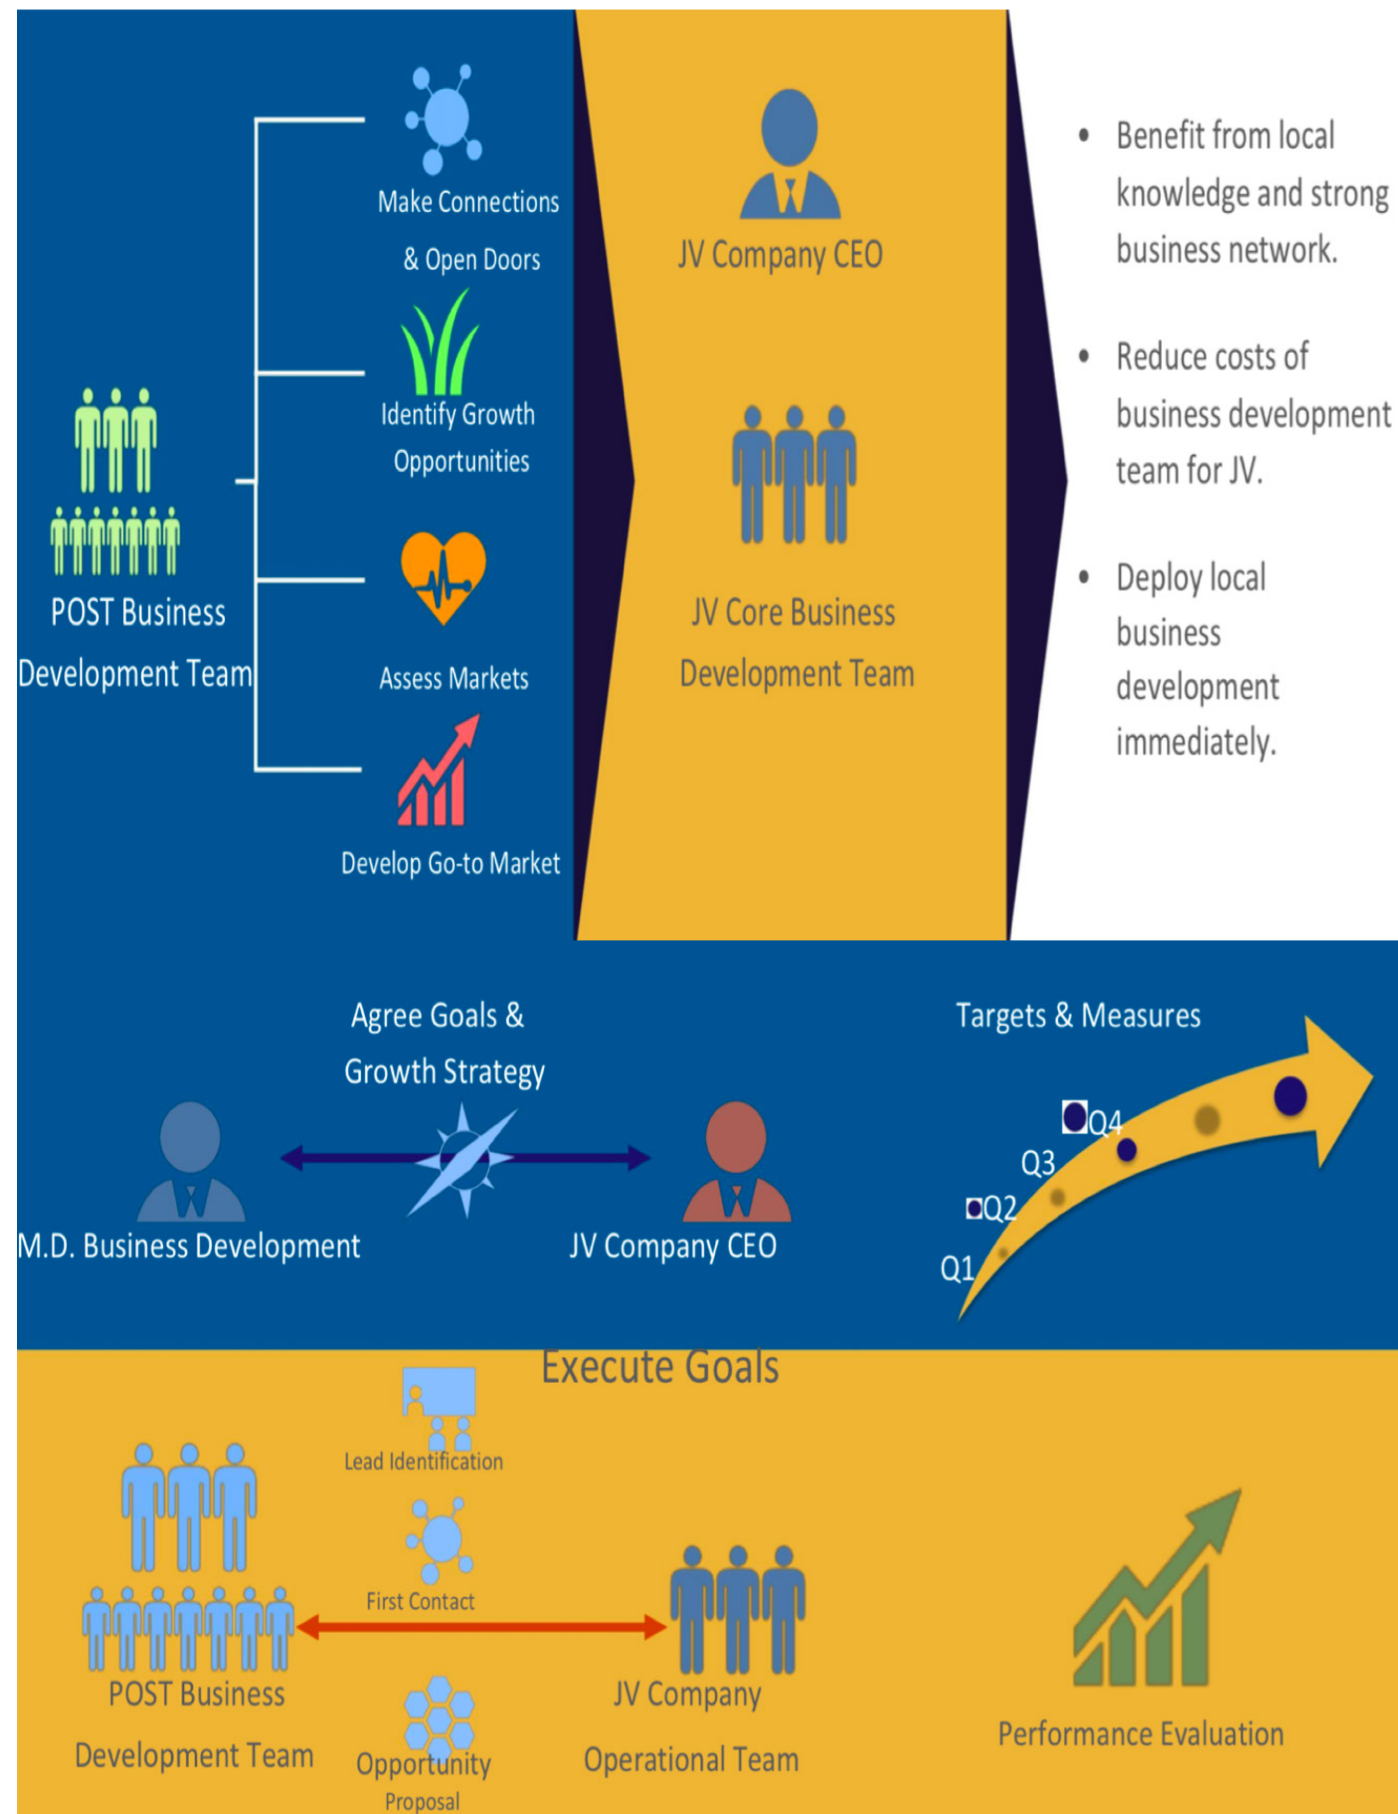 Make Connections
& Open Doors
Identify Growth
Opportunities
POST Business
Development Team
Assess Markets
Develop Go-to Market
JV Company CEO
JV Core Business
Development Team
• Benefit from local
knowledge and strong
business network.
• Reduce costs of
business development
team for JV.
• Deploy local
business
development
immediately.
Agree Goals &
Growth Strategy
M.D. Business Development
JV Company CEO
Targets & Measures
Q4
Q3
Q2
Q1
Execute Goals
Lead Identification
First Contact
POST Business
Development Team
Opportunity
Proposal
JV Company
Operational Team
Performance Evaluation